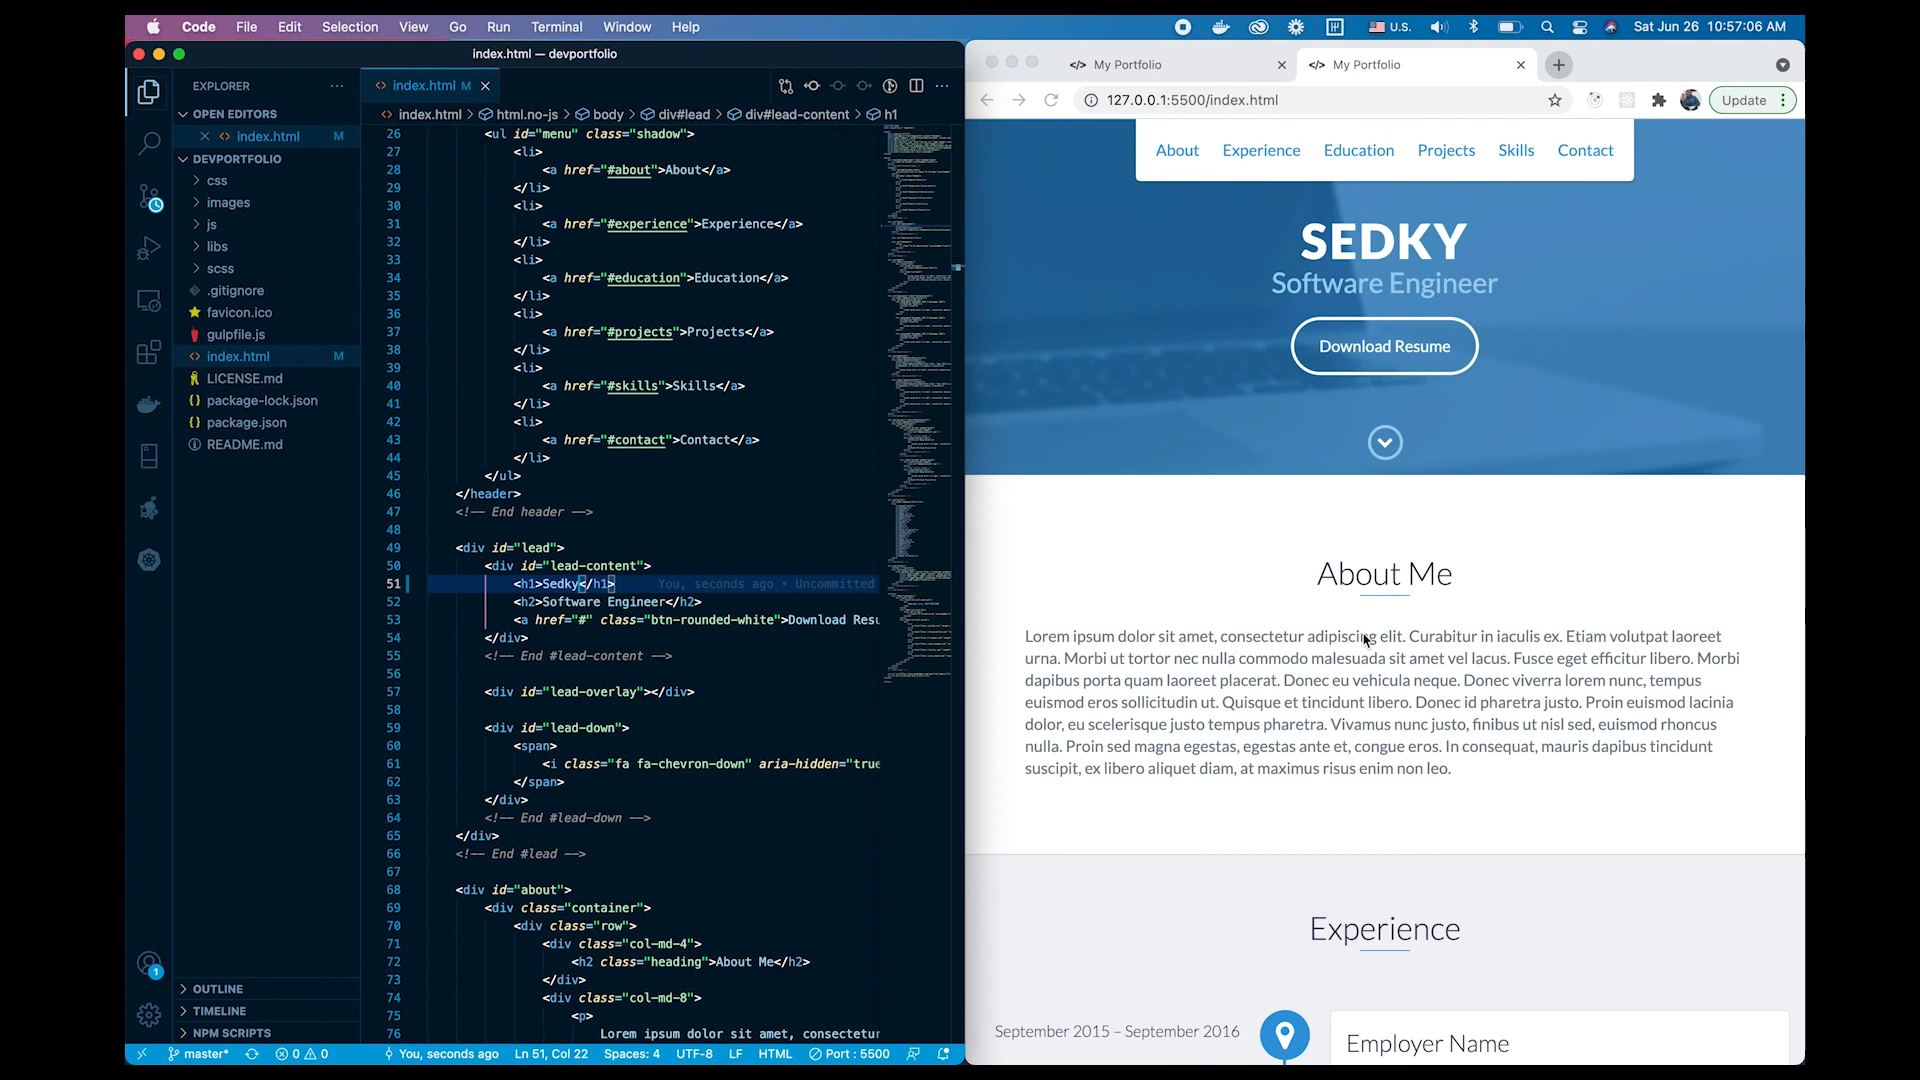 Code File Edit Selection View Go Run Terminal Window Help
U.S. Sat Jun 26 10:57:06 AM
index.html — devportfolio
EXPLORER
OPEN EDITORS
index.html M
DEVPORTFOLIO
css
images
js
libs
scss
.gitignore
favicon.ico
gulpfile.js
index.html M
LICENSE.md
package-lock.json
package.json
README.md
OUTLINE
TIMELINE
NPM SCRIPTS
1
index.html M
index.html > html.no-js > body > div#lead > div#lead-content > h1
26 <ul id="menu" class="shadow">
27 <li>
28 <a href="#about">About</a>
29 </li>
30 <li>
31 <a href="#experience">Experience</a>
32 </li>
33 <li>
34 <a href="#education">Education</a>
35 </li>
36 <li>
37 <a href="#projects">Projects</a>
38 </li>
39 <li>
40 <a href="#skills">Skills</a>
41 </li>
42 <li>
43 <a href="#contact">Contact</a>
44 </li>
45 </ul>
46 </header>
47 <!-- End header -->
48
49 <div id="lead">
50 <div id="lead-content">
51 <h1>Sedky</h1> You, seconds ago • Uncommitted
52 <h2>Software Engineer</h2>
53 <a href="#" class="btn-rounded-white">Download Resu
54 </div>
55 <!-- End #lead-content -->
56
57 <div id="lead-overlay"></div>
58
59 <div id="lead-down">
60 <span>
61 <i class="fa fa-chevron-down" aria-hidden="true
62 </span>
63 </div>
64 <!-- End #lead-down -->
65 </div>
66 <!-- End #lead -->
67
68 <div id="about">
69 <div class="container">
70 <div class="row">
71 <div class="col-md-4">
72 <h2 class="heading">About Me</h2>
73 </div>
74 <div class="col-md-8">
75 <p>
76 Lorem ipsum dolor sit amet, consectetur
master* 0 0 You, seconds ago Ln 51, Col 22 Spaces: 4 UTF-8 LF HTML Port : 5500
My Portfolio
My Portfolio
127.0.0.1:5500/index.html
Update
About Experience Education Projects Skills Contact
SEDKY
Software Engineer
Download Resume
About Me
Lorem ipsum dolor sit amet, consectetur adipiscing elit. Curabitur in iaculis ex. Etiam volutpat laoreet
urna. Morbi ut tortor nec nulla commodo malesuada sit amet vel lacus. Fusce eget efficitur libero. Morbi
dapibus porta quam laoreet placerat. Donec eu vehicula neque. Donec viverra lorem nunc, tempus
euismod eros sollicitudin ut. Quisque et tincidunt libero. Donec id pharetra justo. Proin euismod lacinia
dolor, eu scelerisque justo tempus pharetra. Vivamus nunc justo, finibus ut nisl sed, euismod rhoncus
nulla. Proin sed magna egestas, egestas ante et, congue eros. In consequat, mauris dapibus tincidunt
suscipit, ex libero aliquet diam, at maximus risus enim non leo.
Experience
September 2015 – September 2016
Employer Name